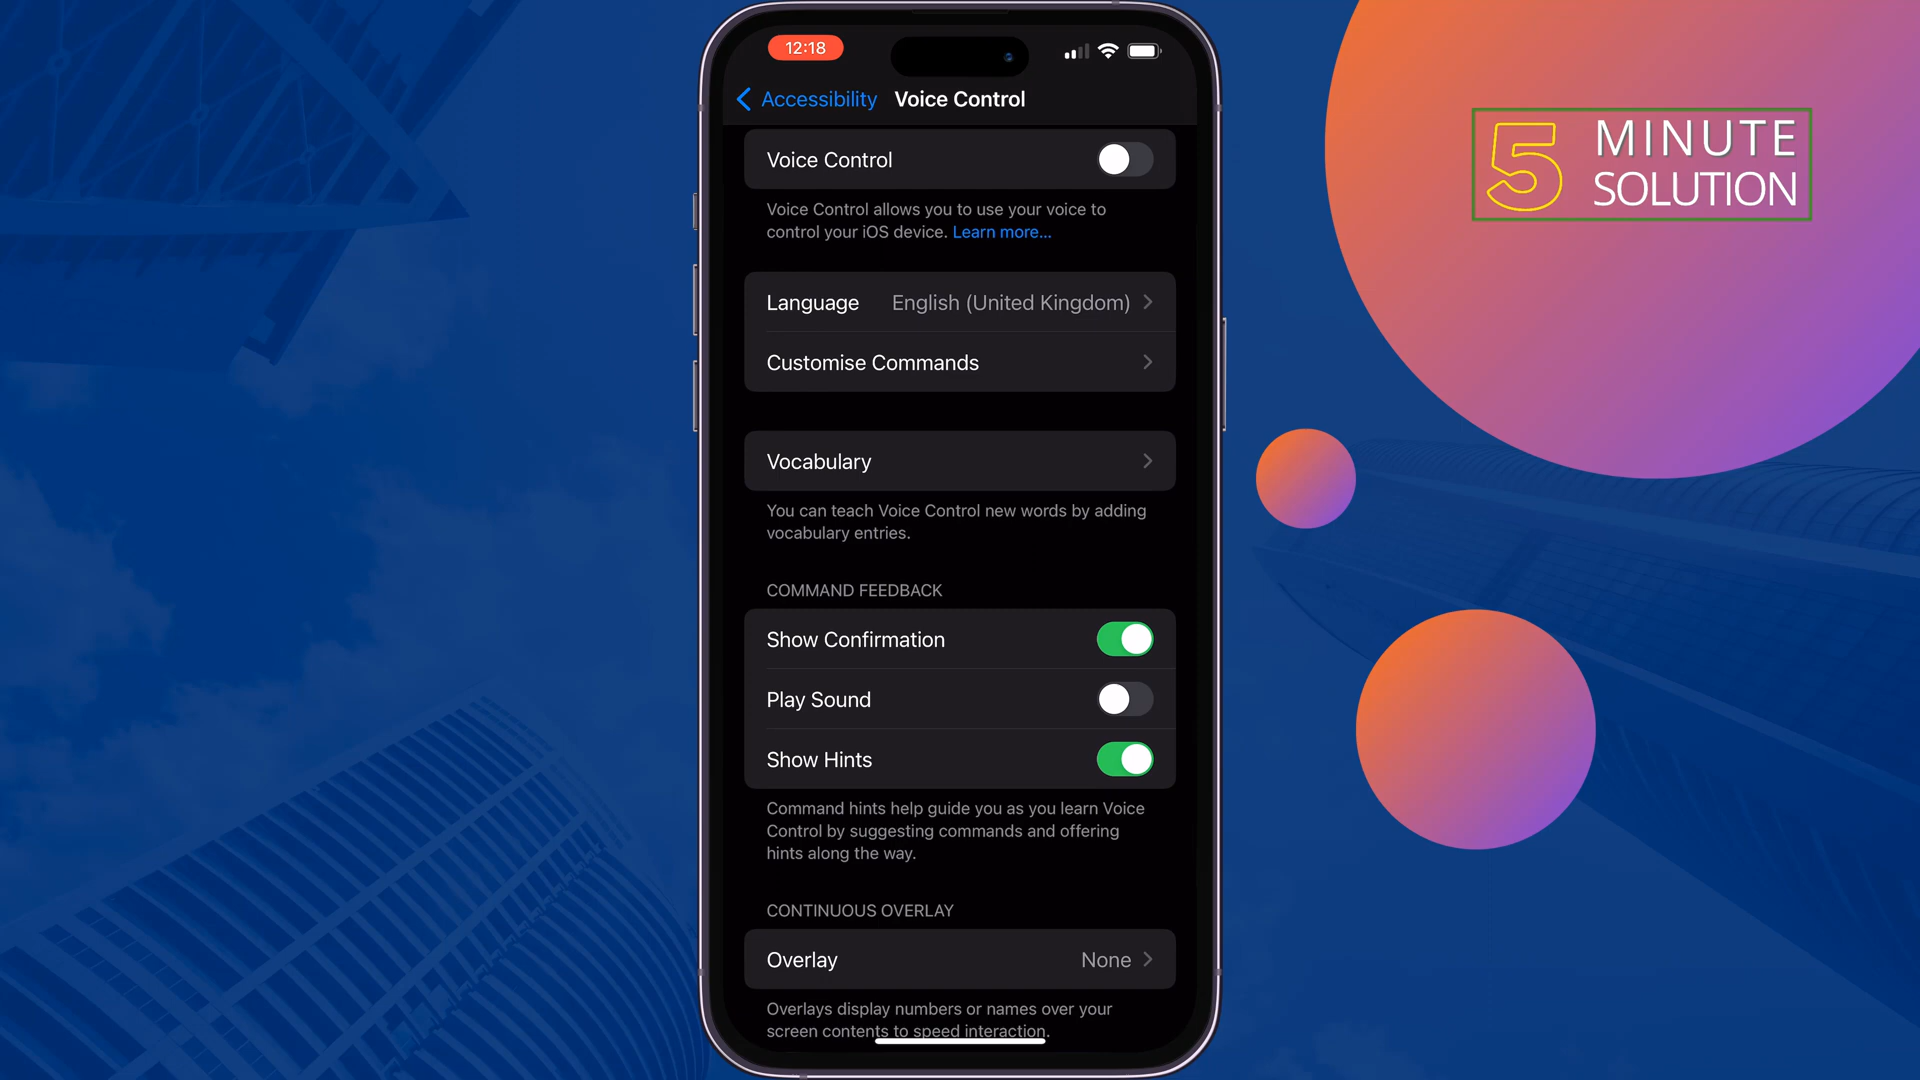 12:18
Accessibility Voice Control
5 MINUTE
SOLUTION
Voice Control
Voice Control allows you to use your voice to
control your iOS device. Learn more...
Language English (United Kingdom)
Customise Commands
Vocabulary
You can teach Voice Control new words by adding
vocabulary entries.
COMMAND FEEDBACK
Show Confirmation
Play Sound
Show Hints
Command hints help guide you as you learn Voice
Control by suggesting commands and offering
hints along the way.
CONTINUOUS OVERLAY
Overlay None
Overlays display numbers or names over your
screen contents to speed interaction.